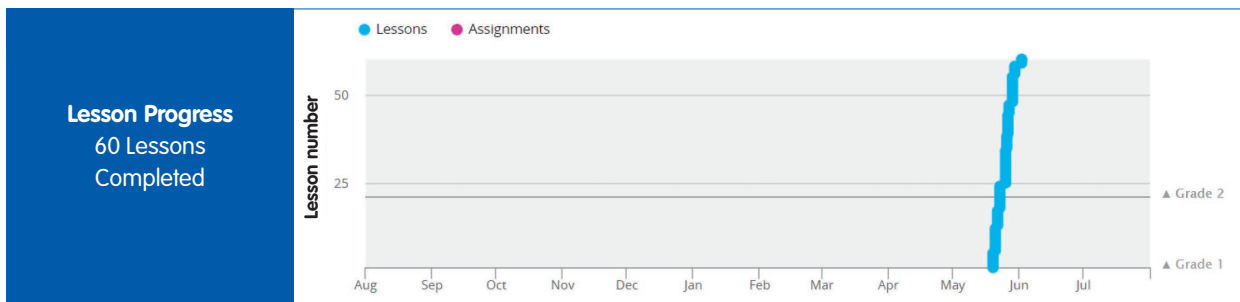 Lesson Progress
60 Lessons
Completed
Lessons Assignments
Lesson number
50
25
▲ Grade 2
▲ Grade 1
Aug Sep Oct Nov Dec Jan Feb Mar Apr May Jun Jul